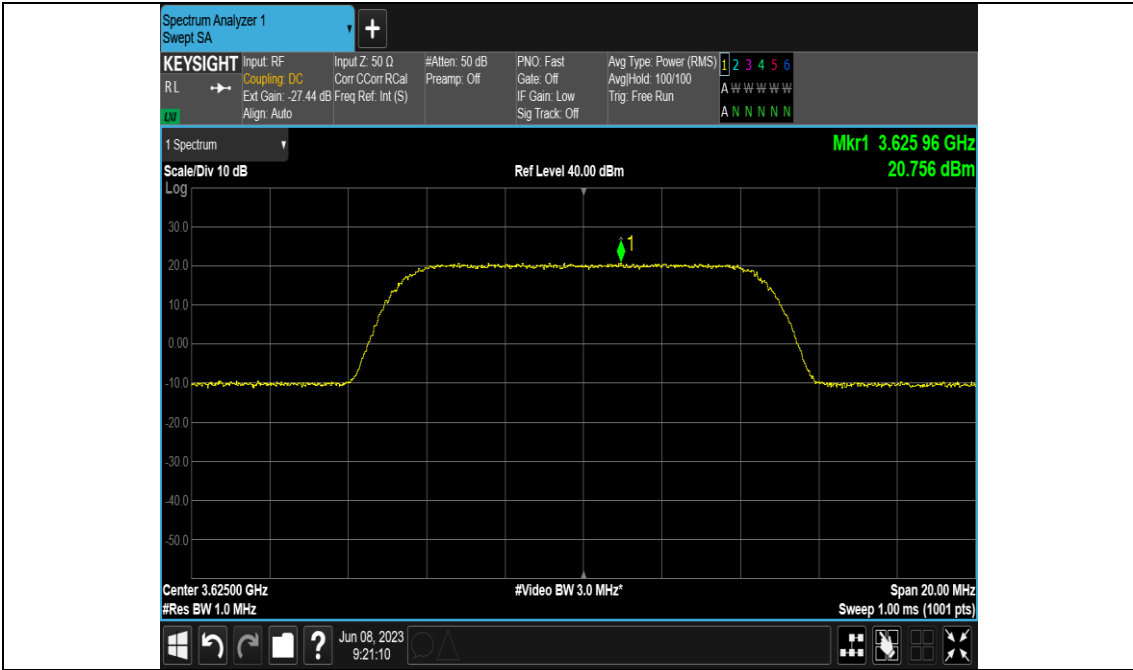 Spectrum Analyzer 1
Swept SA
+
KEYSIGHT Input: RF Input Z: 50 Ω #Atten: 50 dB PNO: Fast Avg Type: Power (RMS) 1 2 3 4 5 6
RL Coupling: DC Corr CCorr RCal Preamp: Off Gate: Off Avg|Hold: 100/100 A W W W W W
Ext Gain: -27.44 dB Freq Ref: Int (S) IF Gain: Low Trig: Free Run
LXI Align: Auto Sig Track: Off A N N N N N
1 Spectrum Mkr1 3.625 96 GHz
Scale/Div 10 dB Ref Level 40.00 dBm 20.756 dBm
Log
30.0
1
20.0
10.0
0.00
-10.0
-20.0
-30.0
-40.0
-50.0
Center 3.62500 GHz #Video BW 3.0 MHz* Span 20.00 MHz
#Res BW 1.0 MHz Sweep 1.00 ms (1001 pts)
? Jun 08, 2023
9:21:10